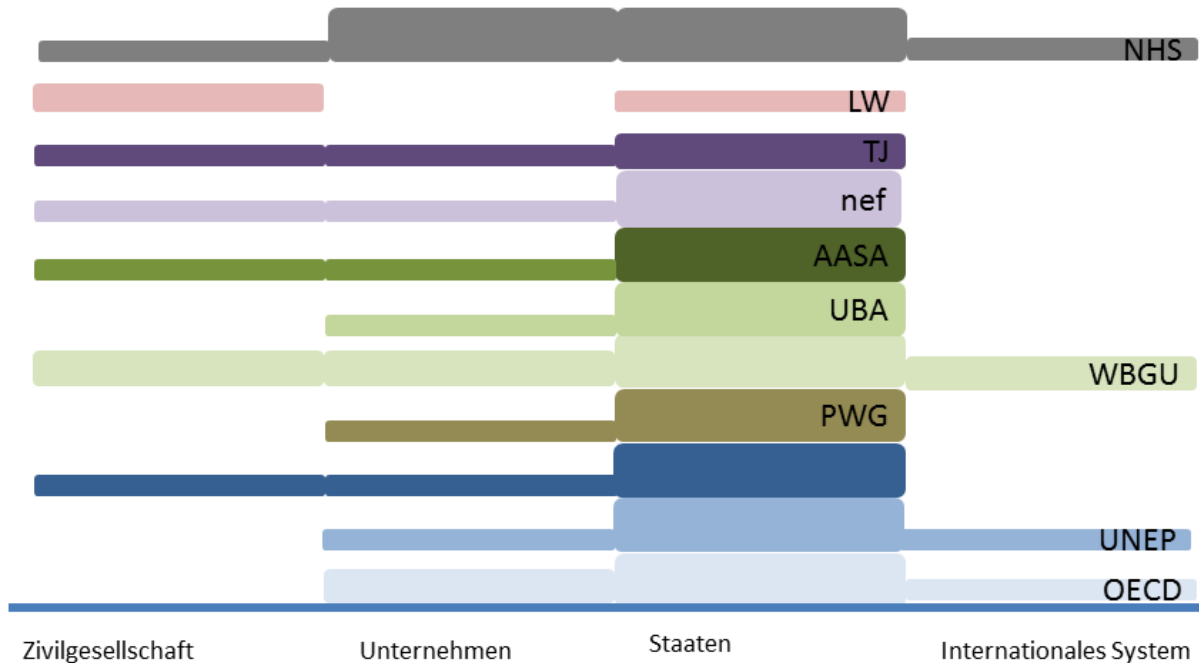 NHS
LW
TJ
nef
AASA
UBA
WBGU
PWG
UNEP
OECD
Zivilgesellschaft Unternehmen Staaten Internationales System